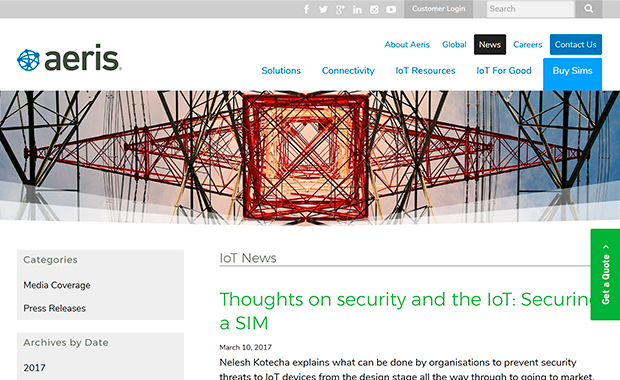 Customer Login
Search
aeris
About Aeris Global News Careers Contact Us
Solutions Connectivity IoT Resources IoT For Good Buy Sims
Get a Quote
Categories
Media Coverage
Press Releases
Archives by Date
2017
IoT News
Thoughts on security and the IoT: Securing
a SIM
March 10, 2017
Nelesh Kotecha explains what can be done by organisations to prevent security
threats to IoT devices from the design stage all the way through to going to market.